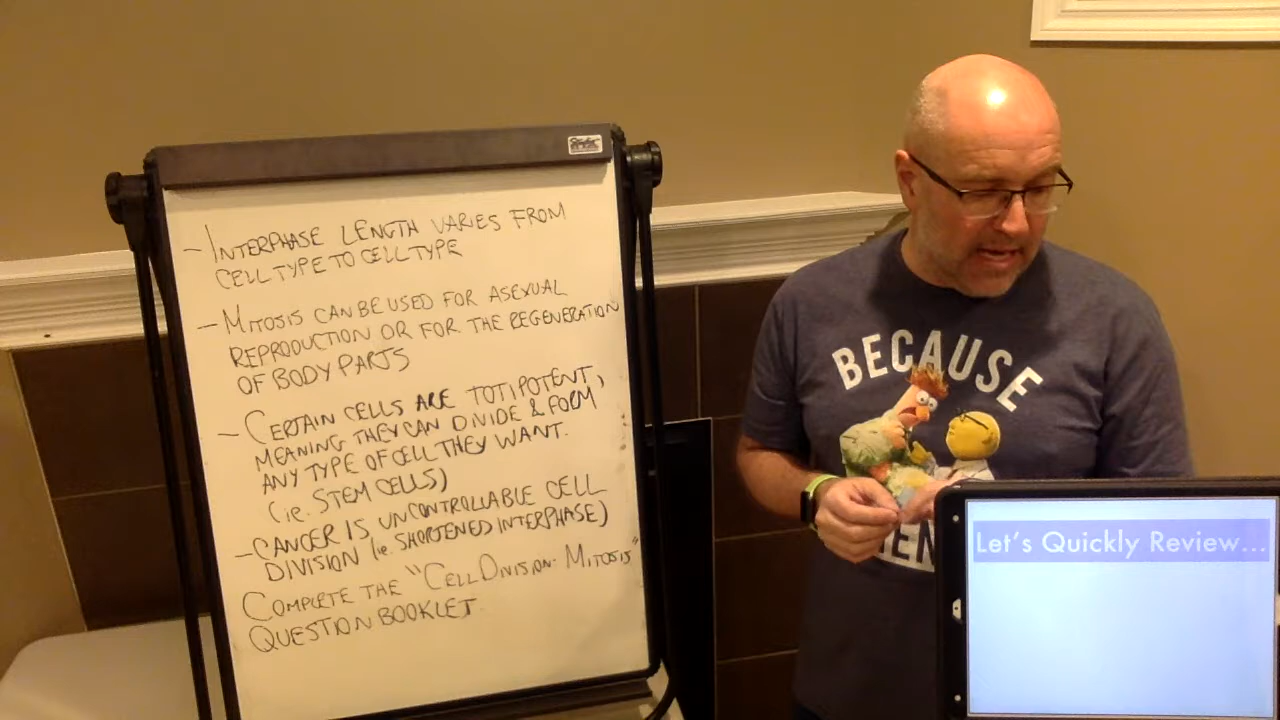 - INTERPHASE LENGTH VARIES FROM
CELL TYPE TO CELL TYPE
- MITOSIS CAN BE USED FOR ASEXUAL
REPRODUCTION OR FOR THE REGENERATION
OF BODY PARTS
- CERTAIN CELLS ARE TOTIPOTENT,
MEANING THEY CAN DIVIDE & FORM
ANY TYPE OF CELL THEY WANT.
(ie. STEM CELLS)
- CANCER IS UNCONTROLLABLE CELL
DIVISION (ie. SHORTENED INTERPHASE)
COMPLETE THE "CELL DIVISION: MITOSIS"
QUESTION BOOKLET.
BECAUSE
Let's Quickly Review...